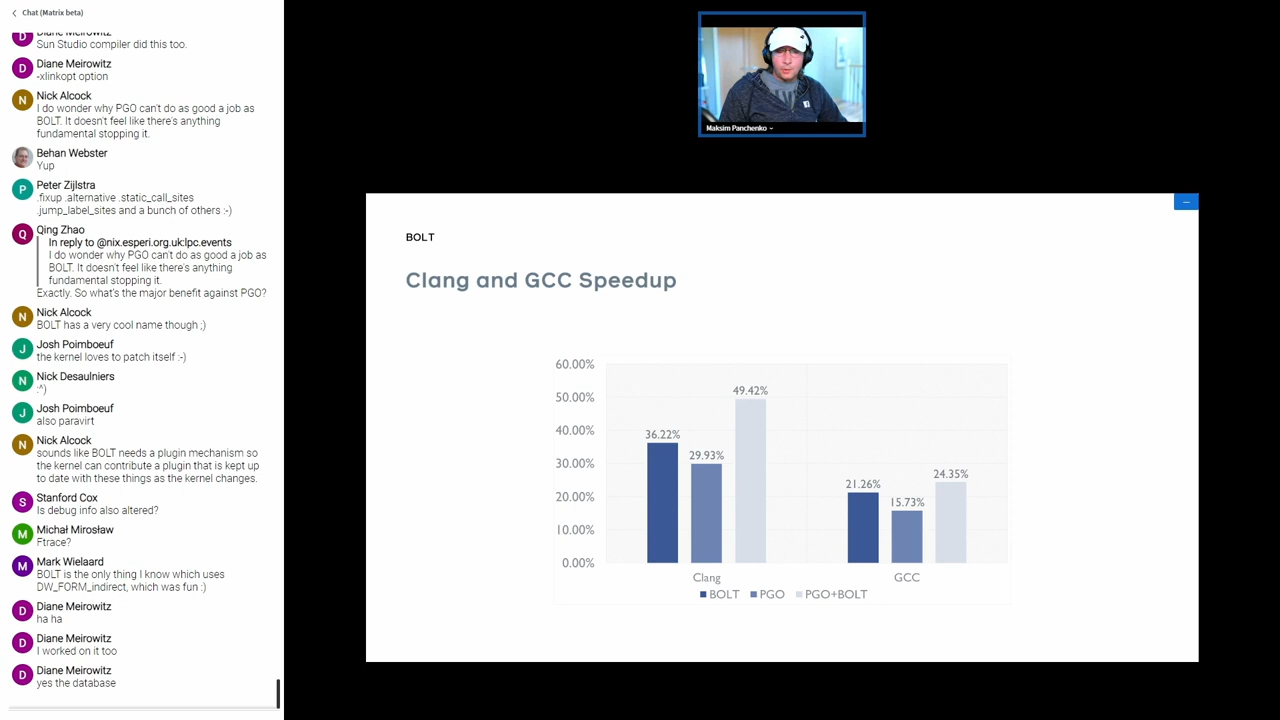 Chat (Matrix beta)
Diane Meirowitz
Sun Studio compiler did this too.
Diane Meirowitz
-xlinkopt option
Nick Alcock
I do wonder why PGO can't do as good a job as
BOLT. It doesn't feel like there's anything
fundamental stopping it.
Behan Webster
Yup
Peter Zijlstra
.fixup .alternative .static_call_sites
.jump_label_sites and a bunch of others :-)
Qing Zhao
In reply to @nix.esperi.org.uk:lpc.events
I do wonder why PGO can't do as good a job as
BOLT. It doesn't feel like there's anything
fundamental stopping it.
Exactly. So what's the major benefit against PGO?
Nick Alcock
BOLT has a very cool name though ;)
Josh Poimboeuf
the kernel loves to patch itself :-)
Nick Desaulniers
:^)
Josh Poimboeuf
also paravirt
Nick Alcock
sounds like BOLT needs a plugin mechanism so
the kernel can contribute a plugin that is kept up
to date with these things as the kernel changes.
Stanford Cox
Is debug info also altered?
Michał Mirosław
Ftrace?
Mark Wielaard
BOLT is the only thing I know which uses
DW_FORM_indirect, which was fun :)
Diane Meirowitz
ha ha
Diane Meirowitz
I worked on it too
Diane Meirowitz
yes the database
D
D
N
P
Q
N
J
N
J
N
S
M
M
D
D
D
Maksim Panchenko
BOLT
Clang and GCC Speedup
60.00%
50.00%
40.00%
30.00%
20.00%
10.00%
0.00%
36.22%
29.93%
49.42%
21.26%
15.73%
24.35%
Clang
GCC
BOLT PGO PGO+BOLT